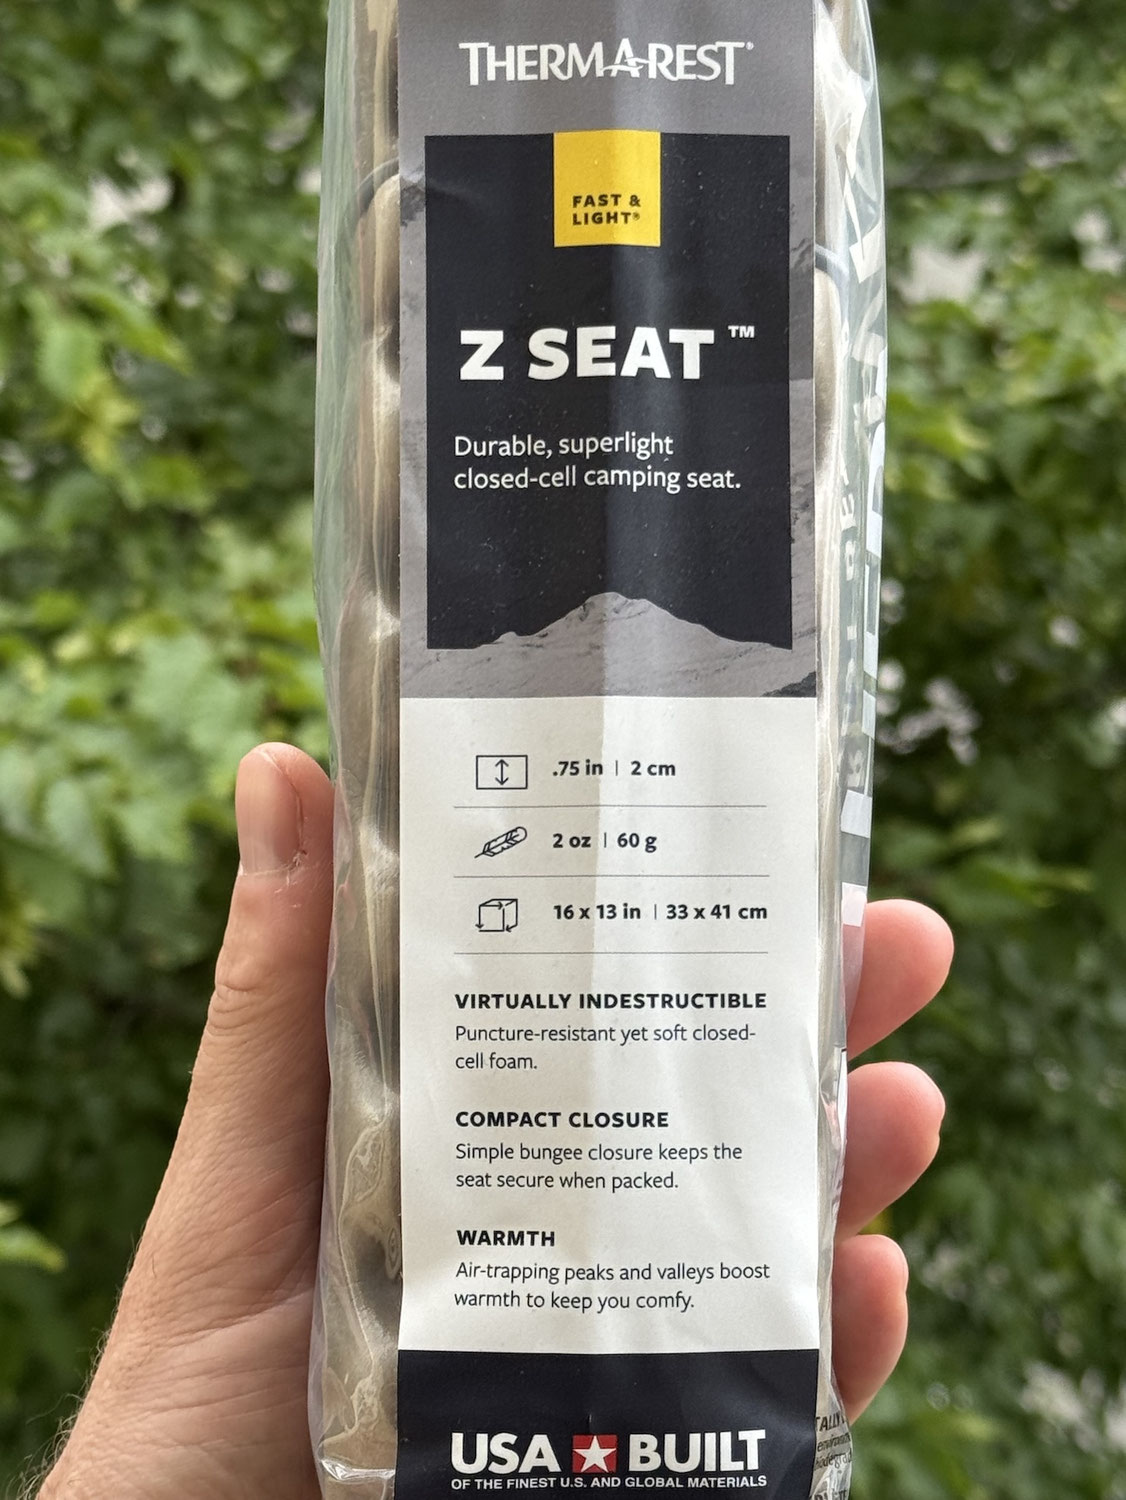 THERMAREST®
FAST &
LIGHT®
Z SEAT™
Durable, superlight
closed-cell camping seat.
.75 in | 2 cm
2 oz | 60 g
16 x 13 in | 33 x 41 cm
VIRTUALLY INDESTRUCTIBLE
Puncture-resistant yet soft closed-
cell foam.
COMPACT CLOSURE
Simple bungee closure keeps the
seat secure when packed.
WARMTH
Air-trapping peaks and valleys boost
warmth to keep you comfy.
USA BUILT
OF THE FINEST U.S. AND GLOBAL MATERIALS